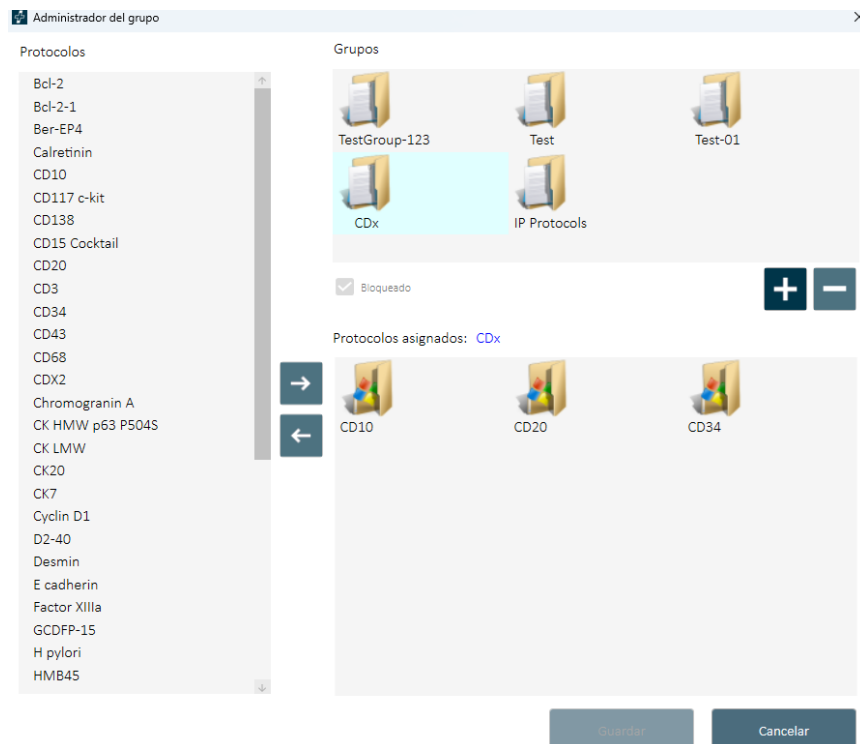 Administrador del grupo
Protocolos
Bcl-2
Bcl-2-1
Ber-EP4
Calretinin
CD10
CD117 c-kit
CD138
CD15 Cocktail
CD20
CD3
CD34
CD43
CD68
CDX2
Chromogranin A
CK HMW p63 P504S
CK LMW
CK20
CK7
Cyclin D1
D2-40
Desmin
E cadherin
Factor XIIIa
GCDFP-15
H pylori
HMB45
Grupos
TestGroup-123 Test Test-01
CDx IP Protocols
Bloqueado
Protocolos asignados: CDx
CD10 CD20 CD34
Guardar Cancelar